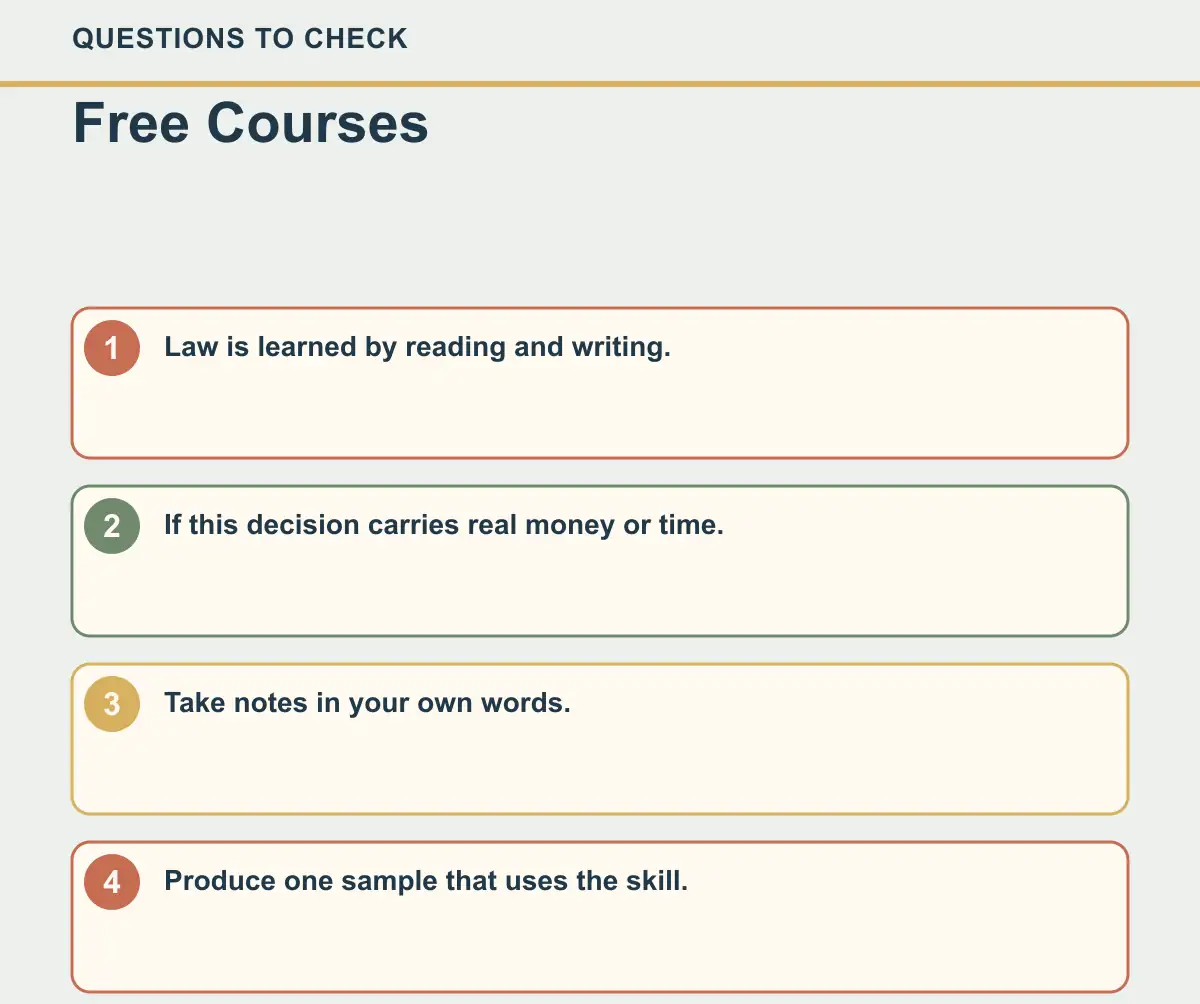 QUESTIONS TO CHECK
Free Courses
1 Law is learned by reading and writing.
2 If this decision carries real money or time.
3 Take notes in your own words.
4 Produce one sample that uses the skill.